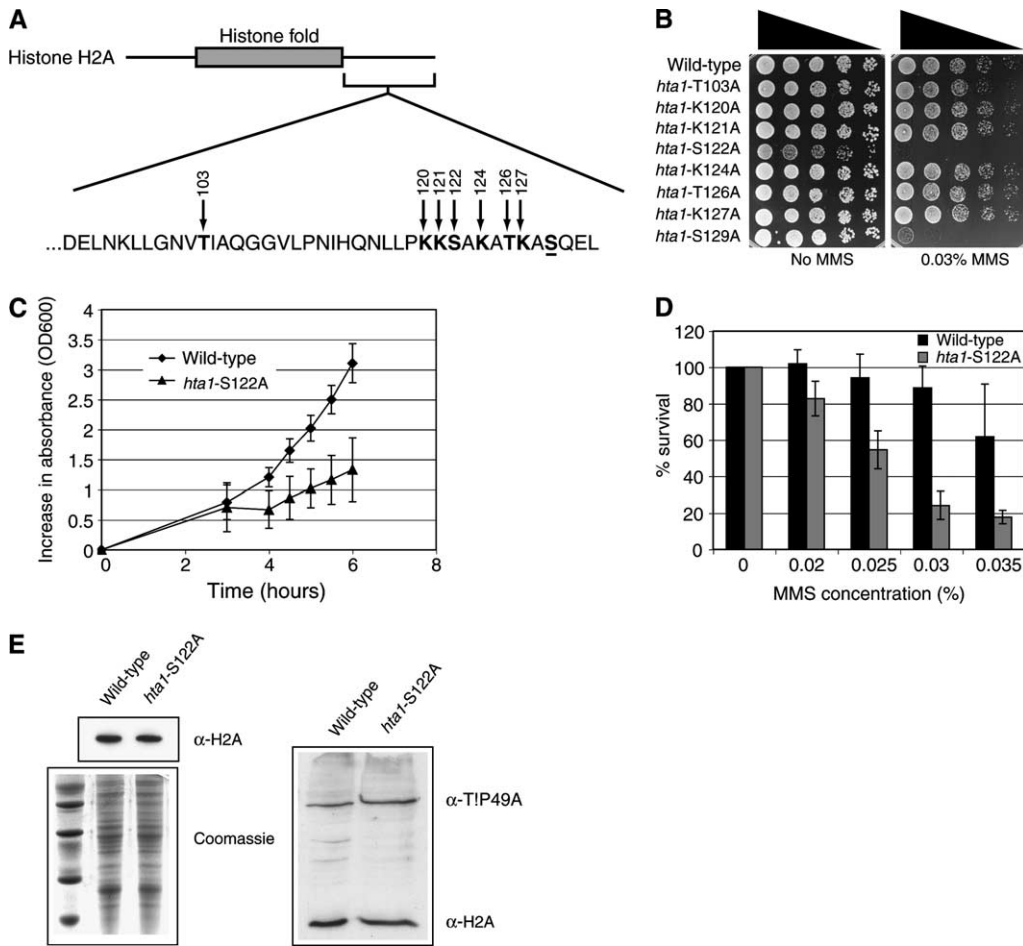 A
Histone fold
Histone H2A
103
120
121
122
124
126
127
...DELNKLLGNVTIAQGGVLPNIHQNLLPKKSAKATKASQEL
B
Wild-type
hta1-T103A
hta1-K120A
hta1-K121A
hta1-S122A
hta1-K124A
hta1-T126A
hta1-K127A
hta1-S129A
No MMS
0.03% MMS
C
Increase in absorbance (OD600)
4
3.5
3
2.5
2
1.5
1
0.5
0
Wild-type
hta1-S122A
0
2
4
6
8
Time (hours)
D
% survival
120
100
80
60
40
20
0
Wild-type
hta1-S122A
0
0.02
0.025
0.03
0.035
MMS concentration (%)
E
Wild-type
hta1-S122A
α-H2A
Coomassie
Wild-type
hta1-S122A
α-T!P49A
α-H2A